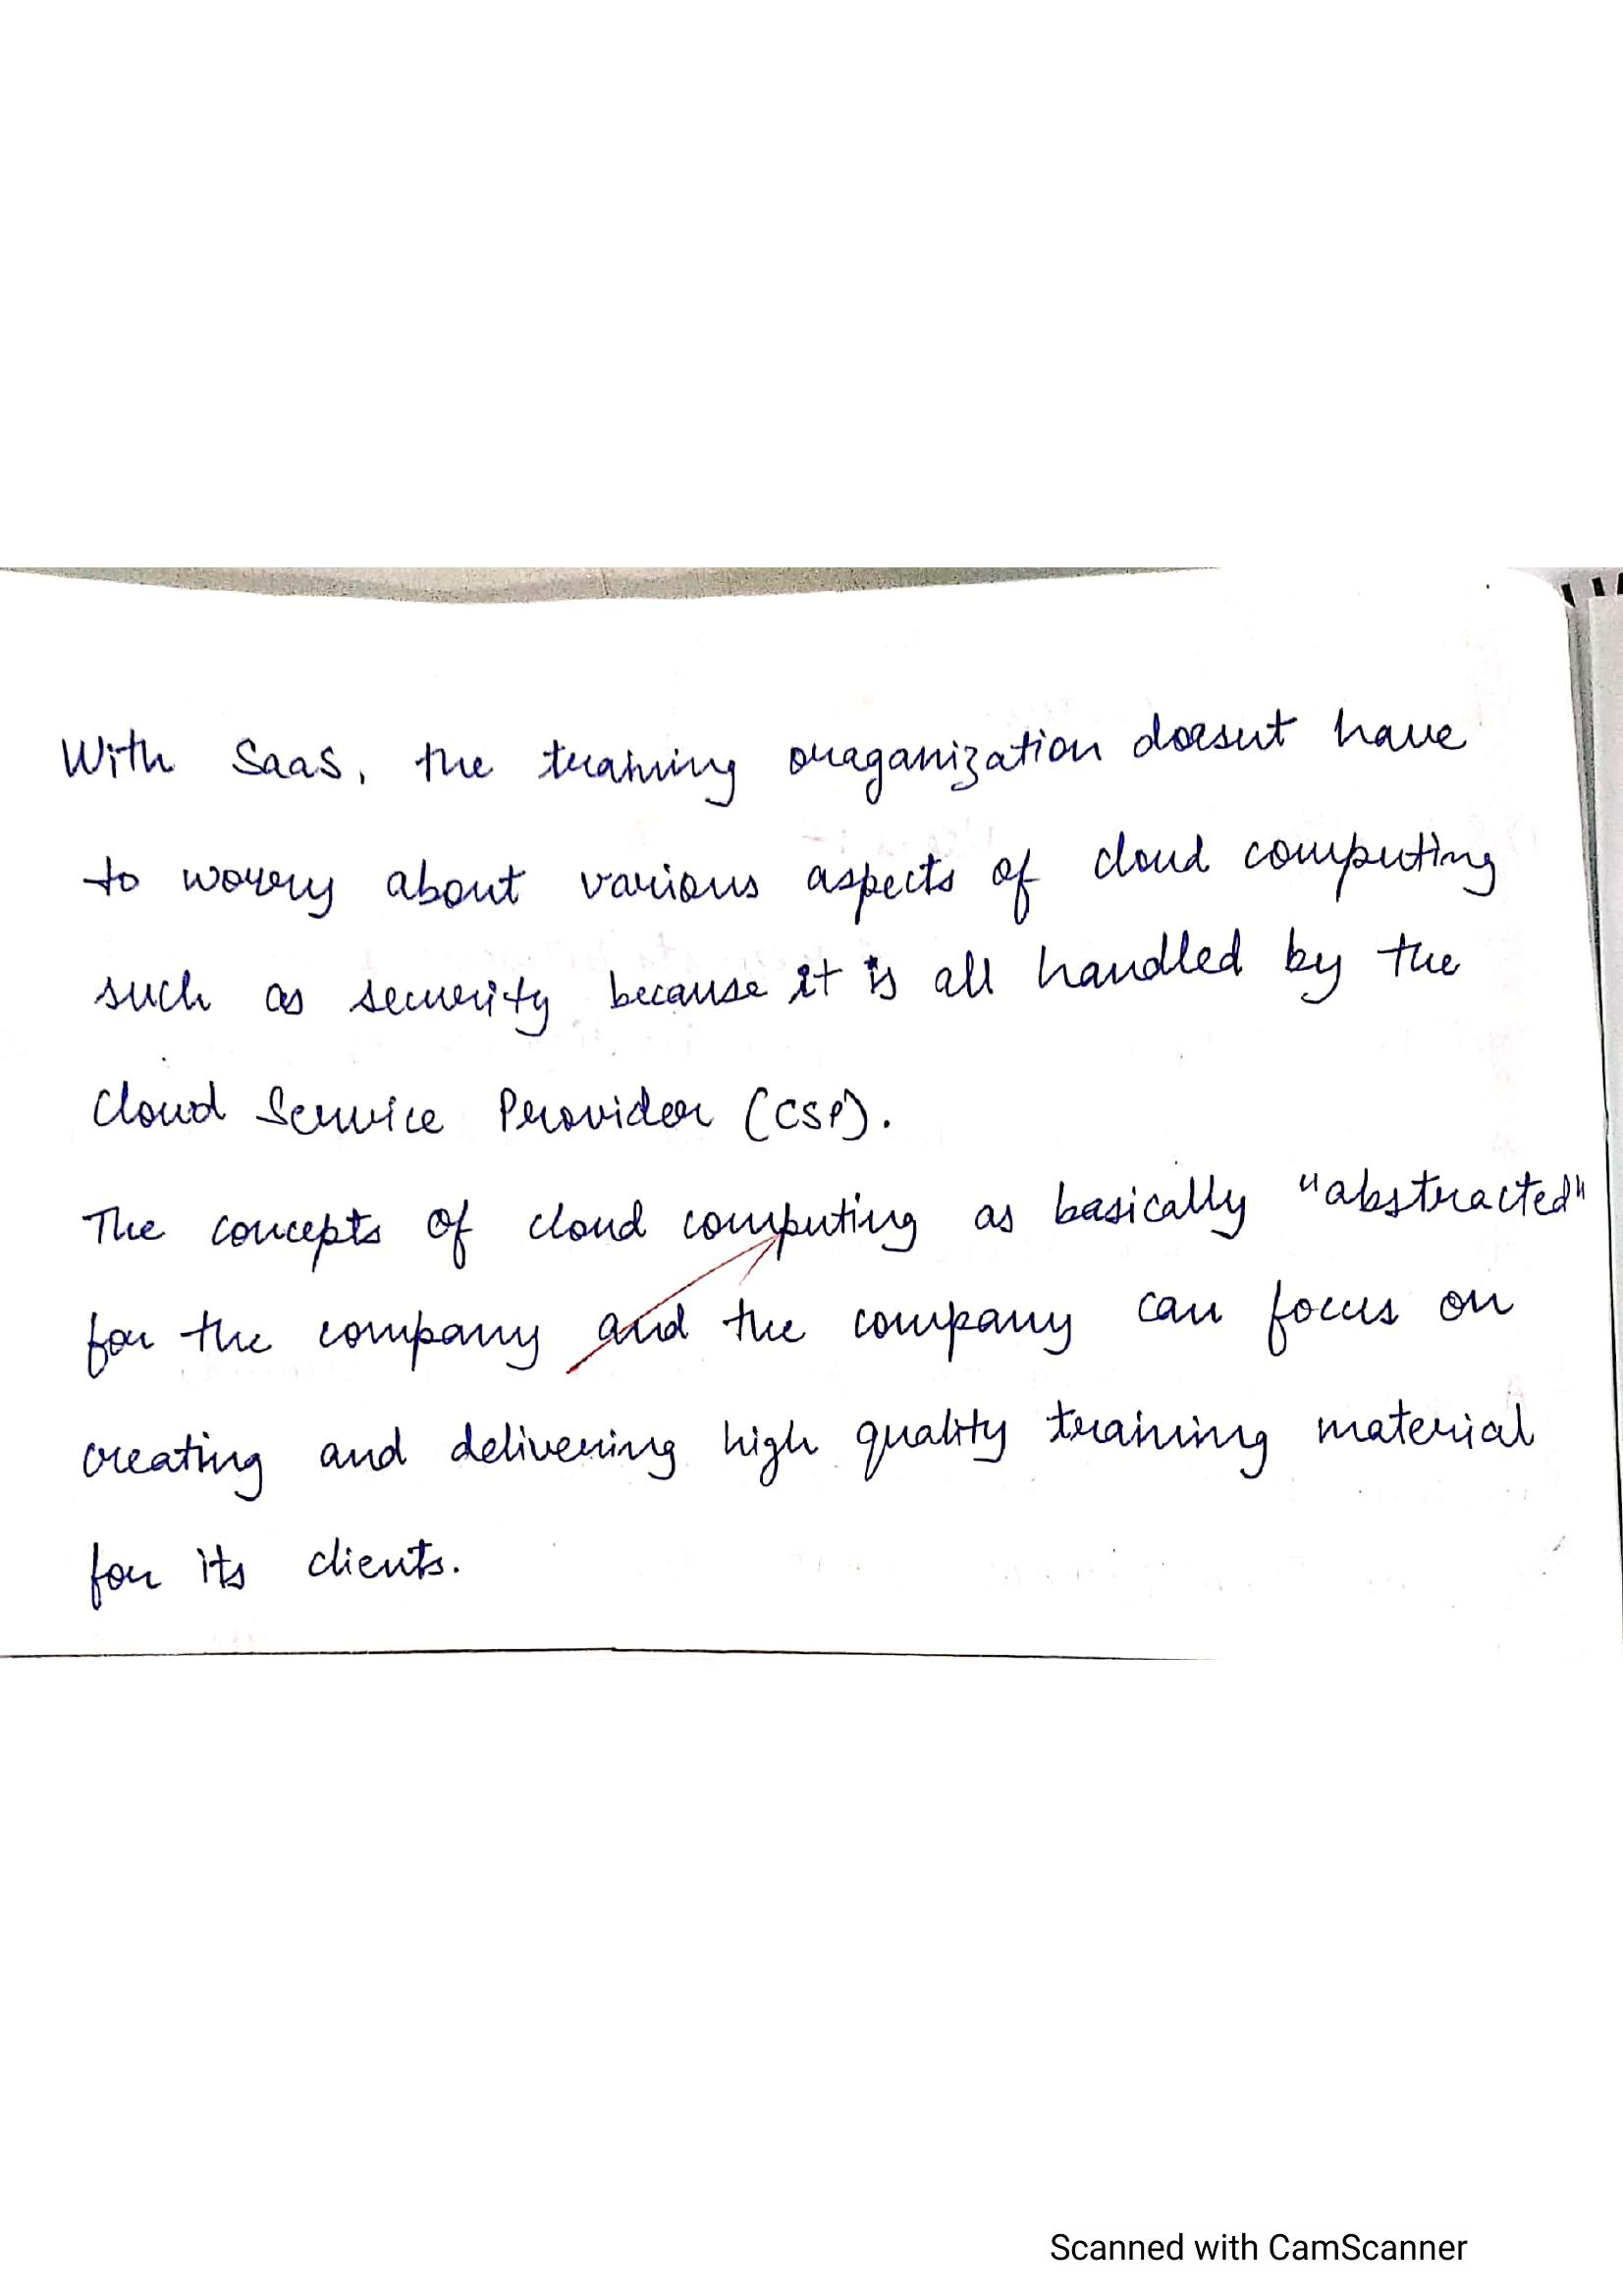 With SaaS, the training oraganization doesnt have
to worry about various aspects of cloud computing
such as security because it is all handled by the
Cloud Service Provider (CSP).
The concepts of cloud computing as basically "abstracted"
for the company and the company can focus on
creating and delivering high quality training material
for its clients.
Scanned with CamScanner